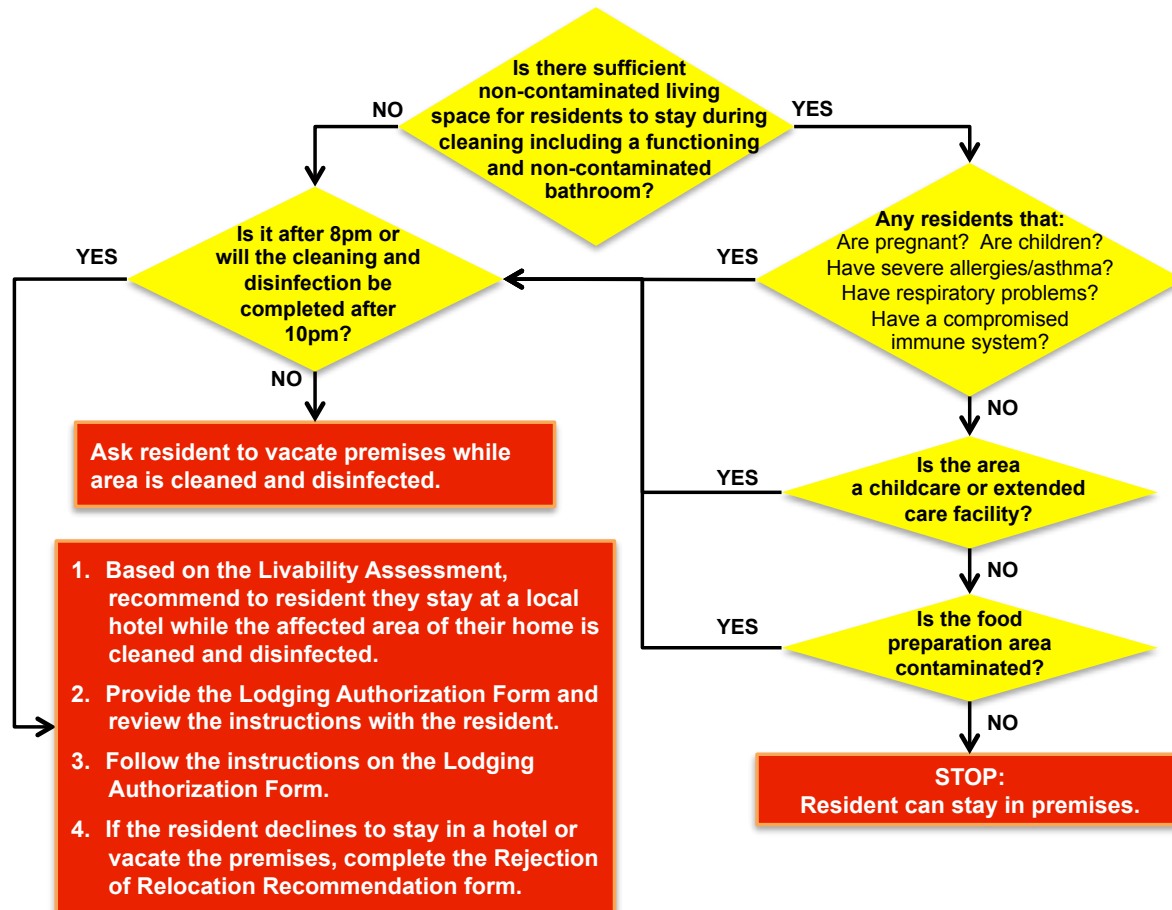 Is there sufficient
non-contaminated living
space for residents to stay during
cleaning including a functioning
and non-contaminated
bathroom?
NO
YES
Is it after 8pm or
will the cleaning and
disinfection be
completed after
10pm?
YES
NO
Any residents that:
Are pregnant? Are children?
Have severe allergies/asthma?
Have respiratory problems?
Have a compromised
immune system?
YES
NO
Ask resident to vacate premises while
area is cleaned and disinfected.
Is the area
a childcare or extended
care facility?
YES
NO
1. Based on the Livability Assessment,
recommend to resident they stay at a local
hotel while the affected area of their home is
cleaned and disinfected.
2. Provide the Lodging Authorization Form and
review the instructions with the resident.
3. Follow the instructions on the Lodging
Authorization Form.
4. If the resident declines to stay in a hotel or
vacate the premises, complete the Rejection
of Relocation Recommendation form.
Is the food
preparation area
contaminated?
YES
NO
STOP:
Resident can stay in premises.